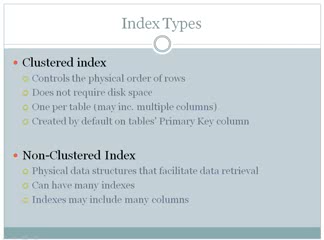 Index Types
Clustered index
Controls the physical order of rows
Does not require disk space
One per table (may inc. multiple columns)
Created by default on tables' Primary Key column
Non-Clustered Index
Physical data structures that facilitate data retrieval
Can have many indexes
Indexes may include many columns